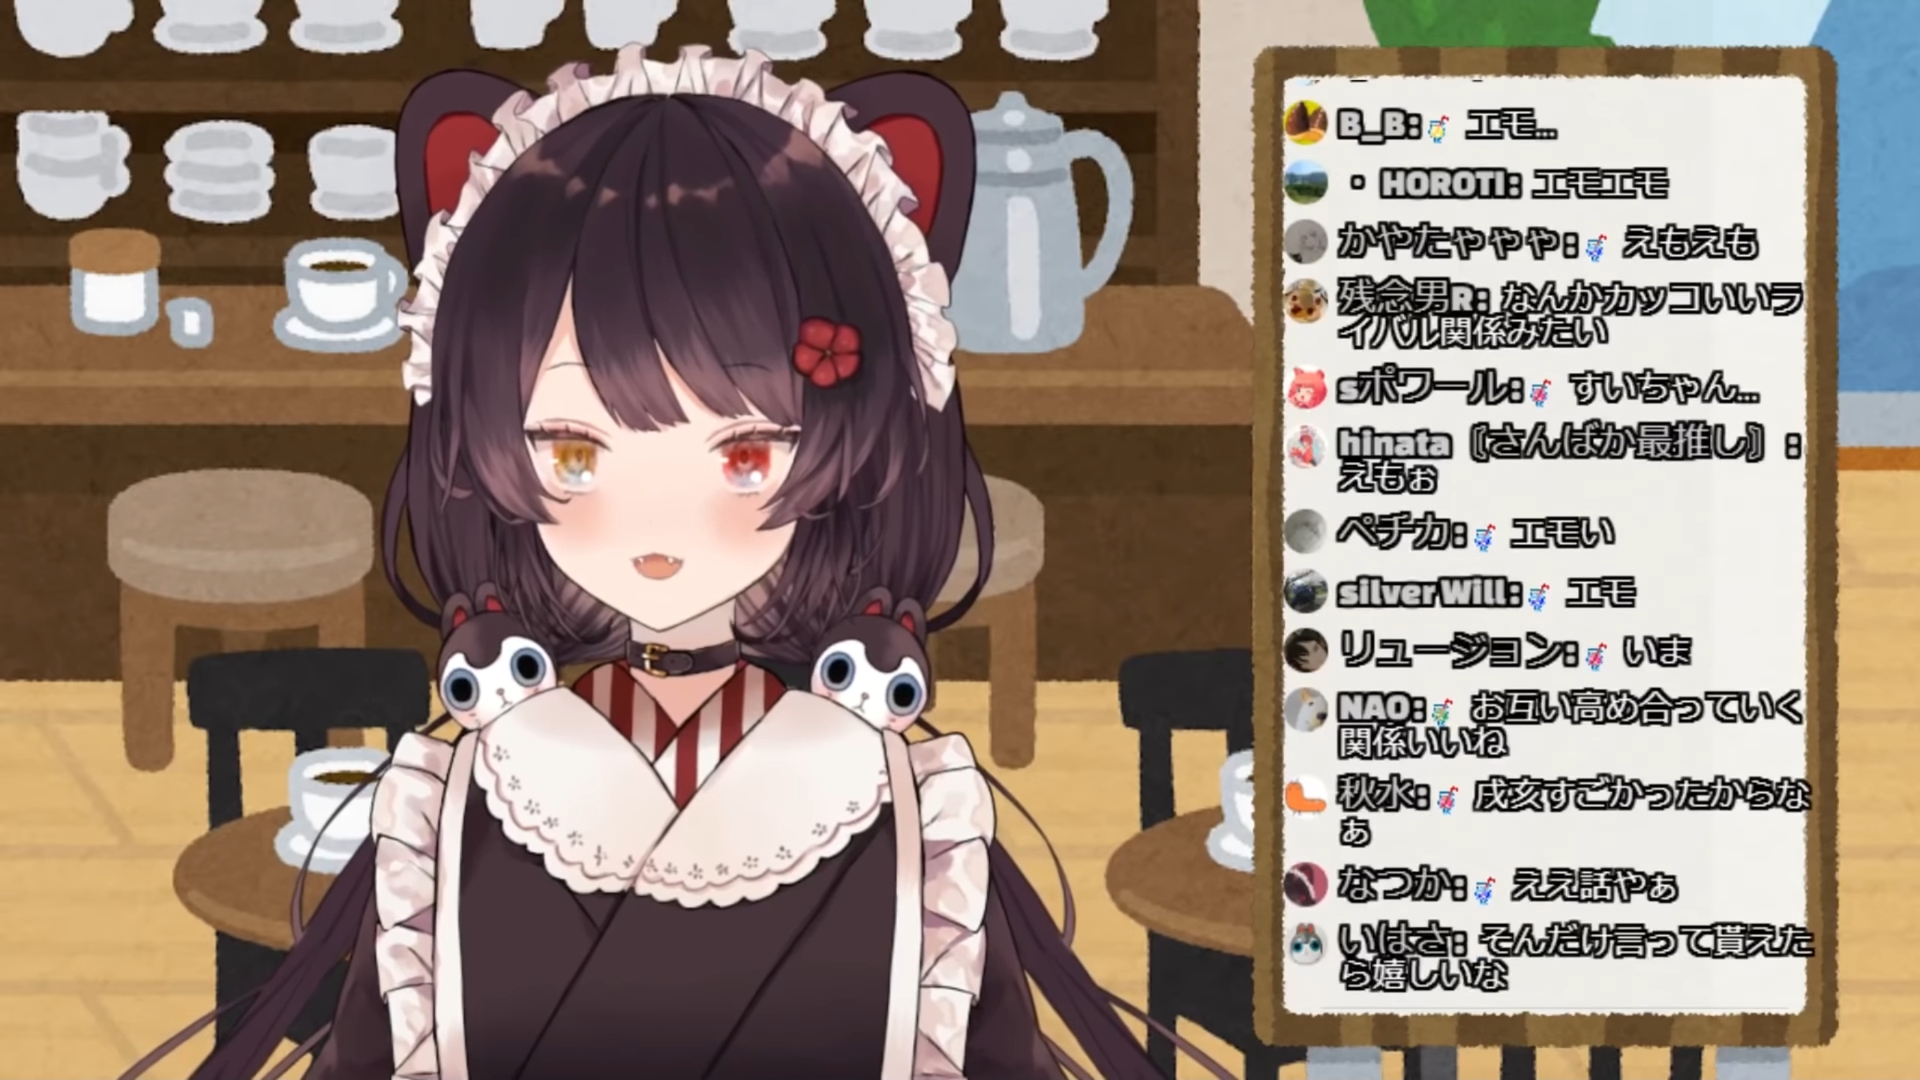 B_B: エモ...
・HOROTI: エモエモ
かやたゃゃゃ: えもえも
残念男R: なんかカッコいいラ
イバル関係みたい
sポワール: すいちゃん...
hinata〖さんばか最推し〗:
えもぉ
ペチカ: エモい
silverWill: エモ
リュージョン: いま
NAO: お互い高め合っていく
関係いいね
秋水: 戌亥すごかったからな
ぁ
なつか: ええ話やぁ
いはさ: そんだけ言って貰えた
ら嬉しいな